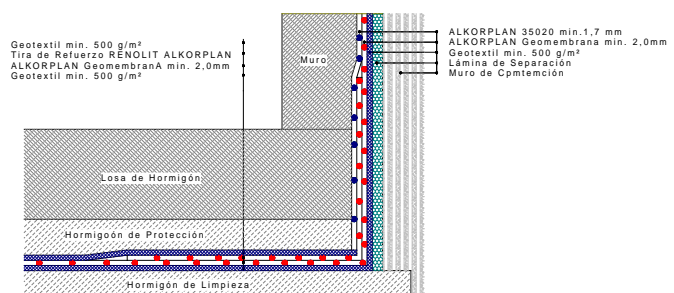 Geotextil min. 500 g/m²
Tira de Refuerzo RENOLIT ALKORPLAN
ALKORPLAN GeomembranA min. 2,0mm
Geotextil min. 500 g/m²
Muro
ALKORPLAN 35020 min.1,7 mm
ALKORPLAN Geomembrana min. 2,0mm
Geotextil min. 500 g/m²
Lámina de Separación
Muro de Cpmtemción
Losa de Hormigón
Hormigoón de Protección
Hormigón de Limpieza